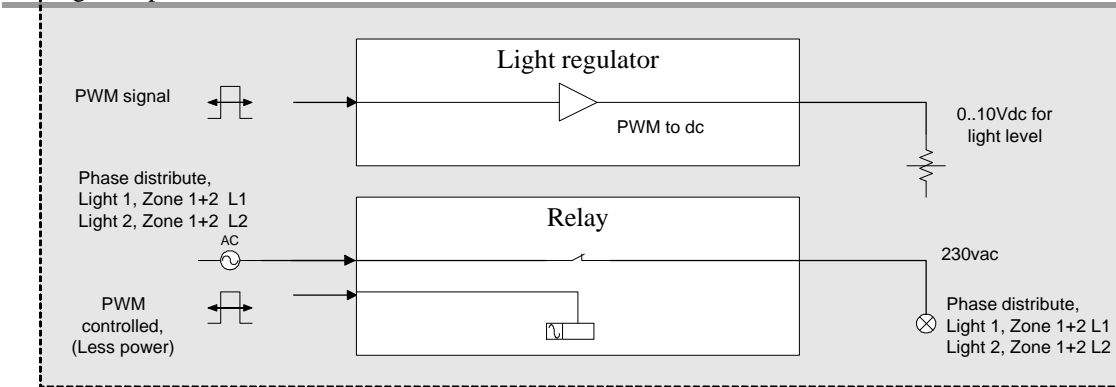 Light regulator
PWM signal
PWM to dc
0..10Vdc for
light level
Phase distribute,
Light 1, Zone 1+2 L1
Light 2, Zone 1+2 L2
AC
Relay
230vac
PWM
controlled,
(Less power)
Phase distribute,
Light 1, Zone 1+2 L1
Light 2, Zone 1+2 L2